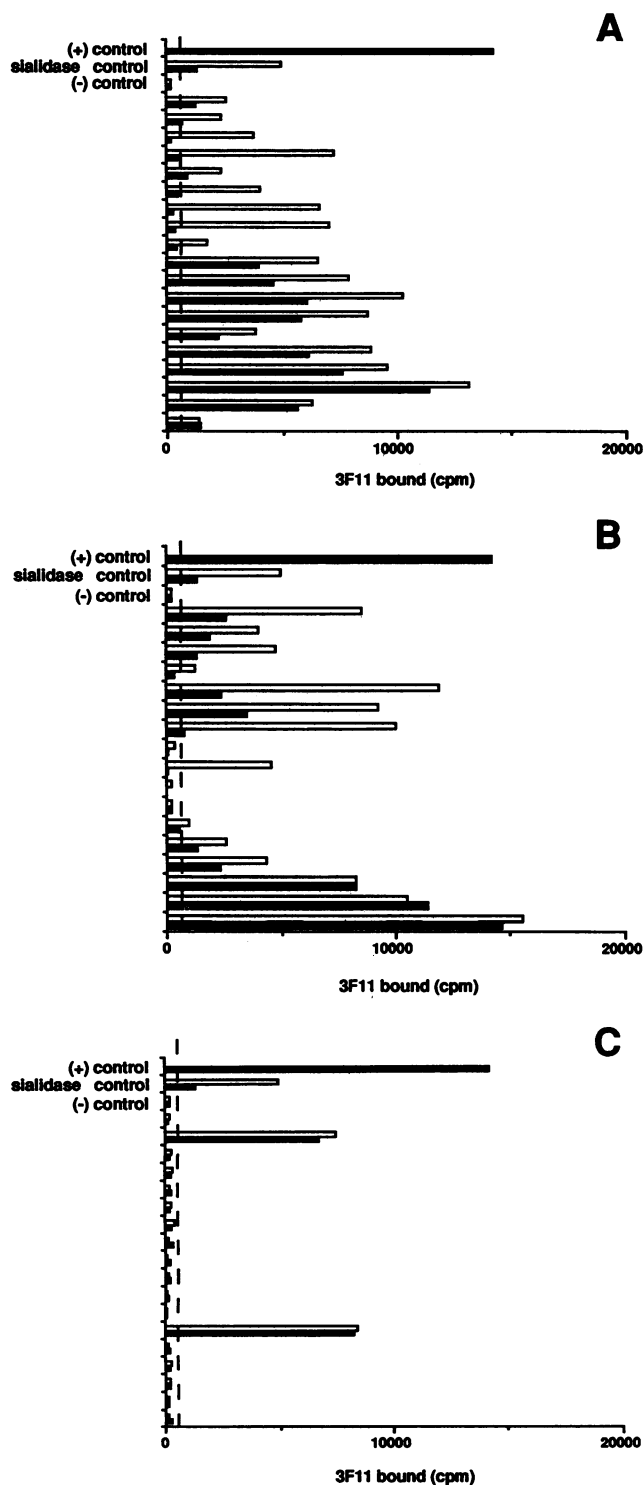 A
(+) control
sialidase control
(-) control
0
10000
20000
3F11 bound (cpm)
B
(+) control
sialidase control
(-) control
0
10000
20000
3F11 bound (cpm)
C
(+) control
sialidase control
(-) control
0
10000
20000
3F11 bound (cpm)